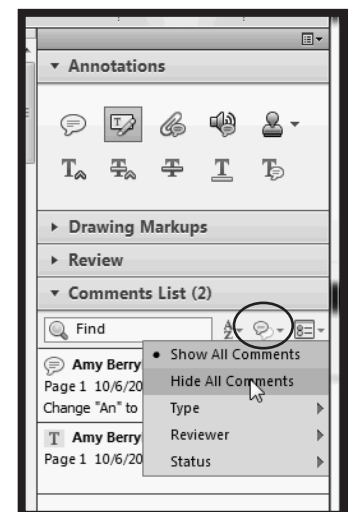 Annotations
Drawing Markups
Review
Comments List (2)
Find
Amy Berry
Page 1 10/6/20
Change "An" to
T Amy Berry
Page 1 10/6/20
Show All Comments
Hide All Comments
Type
Reviewer
Status